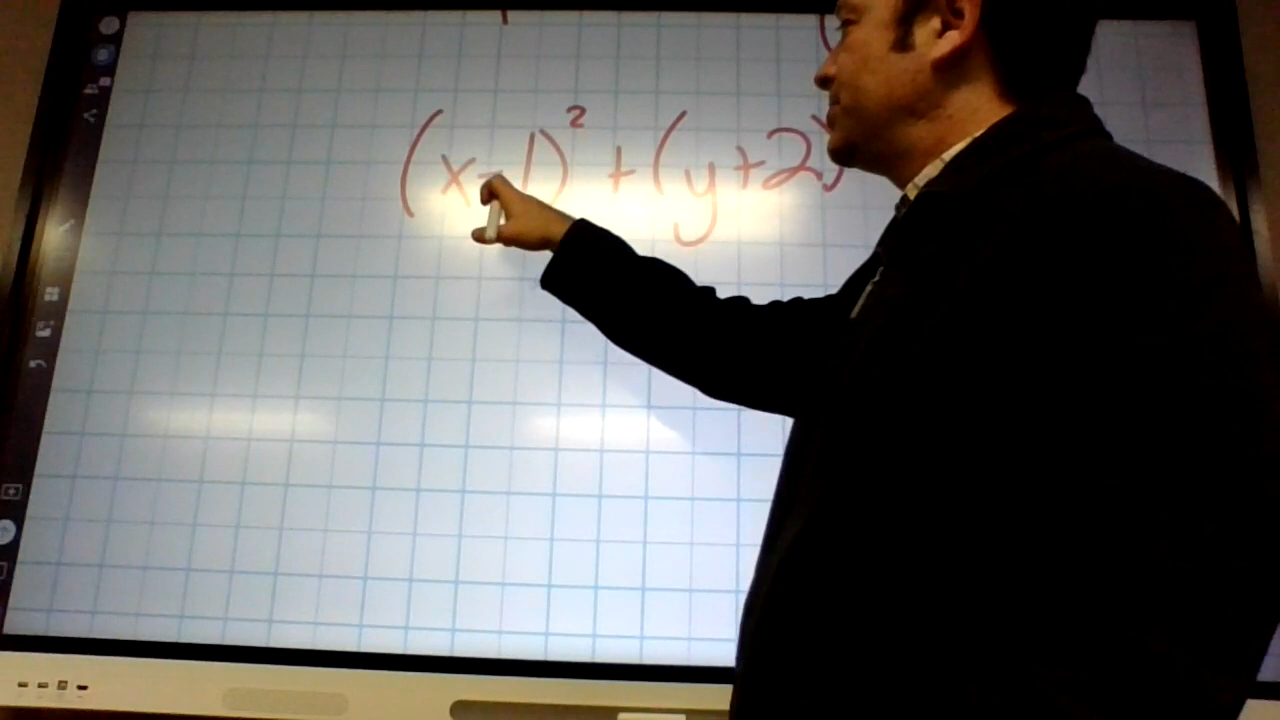 (x-1)² + (y+2)